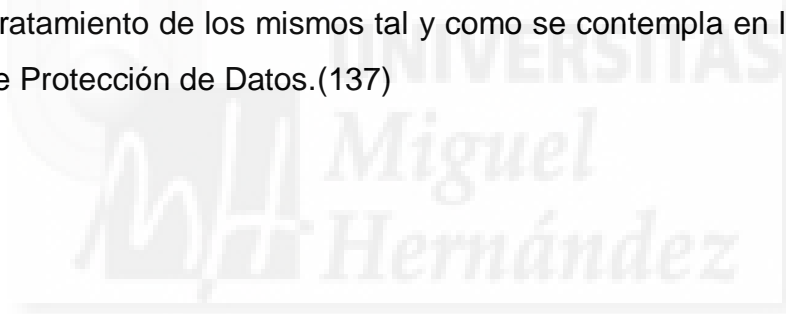 ratamiento de los mismos tal y como se contempla en l
e Protección de Datos.(137)
UNIVERSITAS
Miguel
Hernández